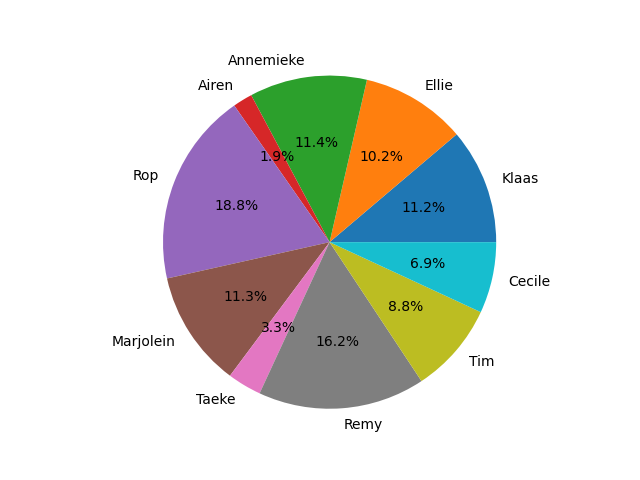 Annemieke
Airen
Ellie
11.4%
1.9%
10.2%
Rop
Klaas
18.8%
11.2%
6.9%
Cecile
11.3%
8.8%
3.3%
16.2%
Marjolein
Tim
Taeke
Remy